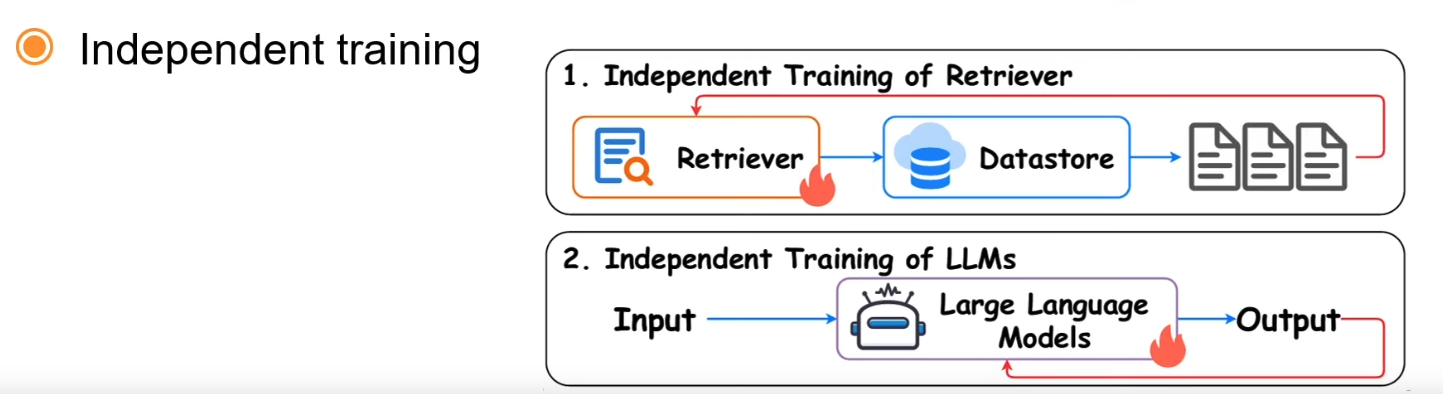 Independent training
1. Independent Training of Retriever
Retriever
Datastore
2. Independent Training of LLMs
Input
Large Language
Models
Output